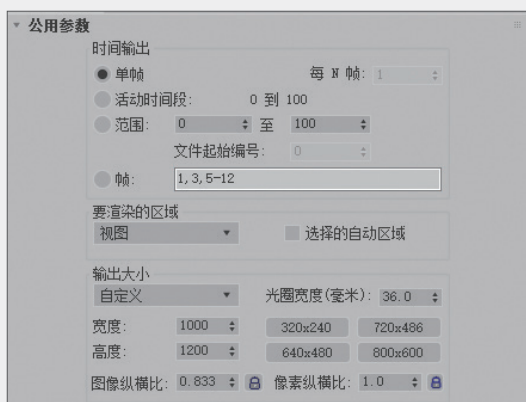 公用参数
时间输出
单帧 每 N 帧: 1
活动时间段: 0 到 100
范围: 0 至 100
文件起始编号: 0
帧: 1,3,5-12
要渲染的区域
视图 选择的自动区域
输出大小
自定义 光圈宽度(毫米): 36.0
宽度: 1000 320x240 720x486
高度: 1200 640x480 800x600
图像纵横比: 0.833 像素纵横比: 1.0